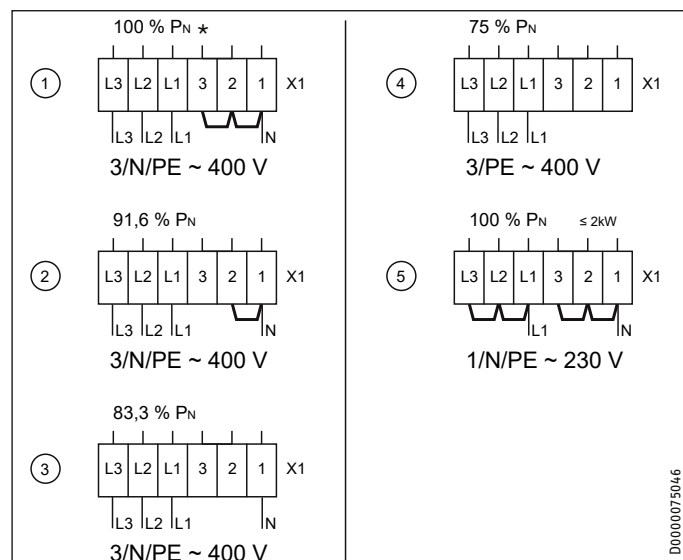 100 % PN *
1
L3 L2 L1 3 2 1 X1
L3 L2 L1 N
3/N/PE ~ 400 V
91,6 % PN
2
L3 L2 L1 3 2 1 X1
L3 L2 L1 N
3/N/PE ~ 400 V
83,3 % PN
3
L3 L2 L1 3 2 1 X1
L3 L2 L1 N
3/N/PE ~ 400 V
75 % PN
4
L3 L2 L1 3 2 1 X1
L3 L2 L1
3/PE ~ 400 V
100 % PN ≤ 2kW
5
L3 L2 L1 3 2 1 X1
L1 N
1/N/PE ~ 230 V
D0000075046